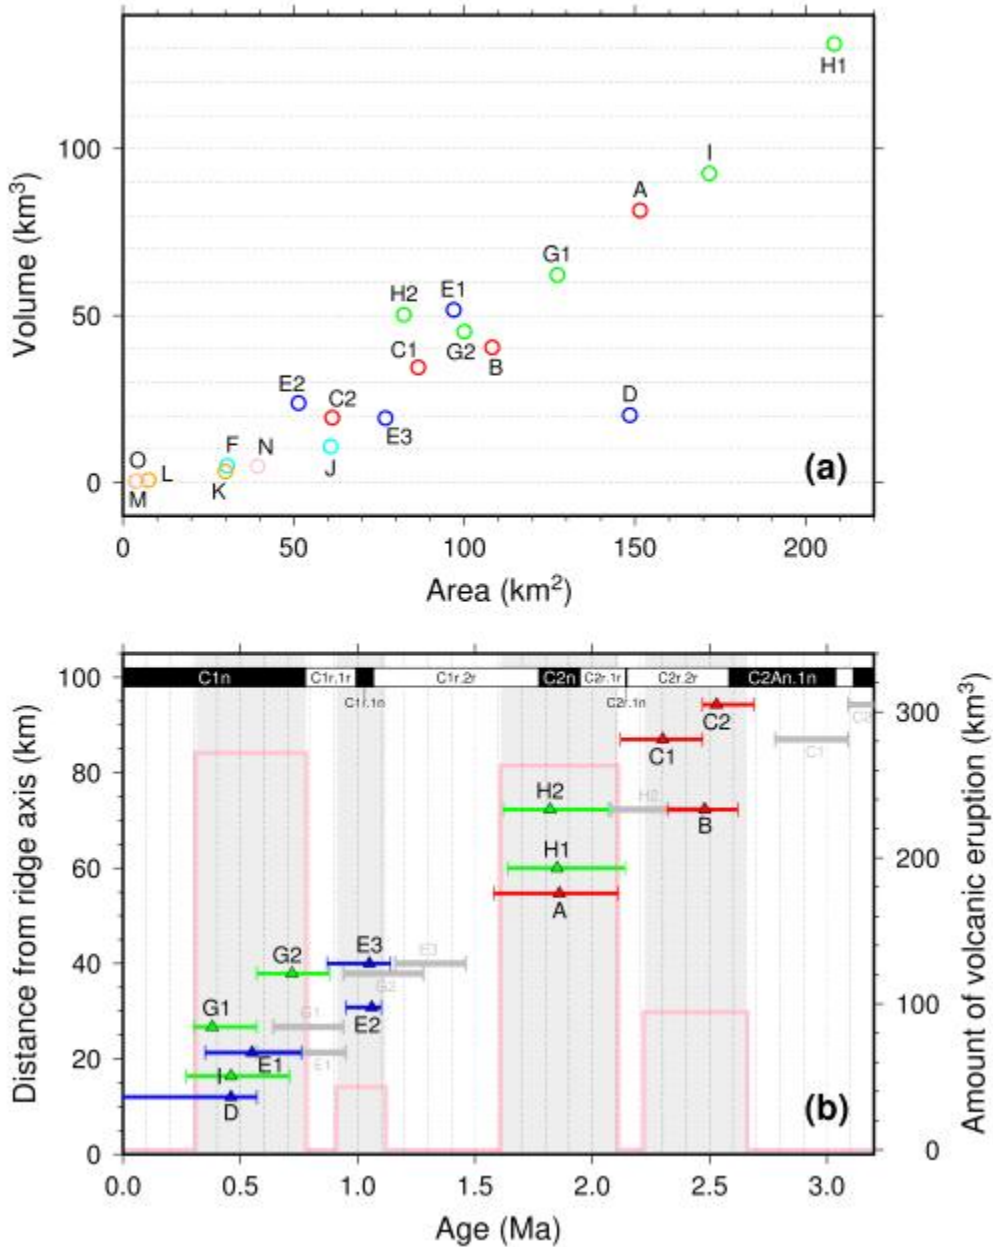 H1
I
A
G1
H2
E1
C1
G2
B
E2
C2
D
E3
F
N
J
O
L
K
M
(a)
100
50
0
Volume (km³)
0 50 100 150 200
Area (km²)
100
80
60
40
20
0
Distance from ridge axis (km)
C1n C1r.1r C1r.2r C2n C2r.1r C2r.2r C2An.1n
C1r.1n C2r.1n
C2 C2
C1 C1
H2 H2
B
H1
A
E3 E3
G2 G2
G1 G1
E2
E1 E1
I
D
(b)
300
200
100
0
Amount of volcanic eruption (km³)
0.0 0.5 1.0 1.5 2.0 2.5 3.0
Age (Ma)